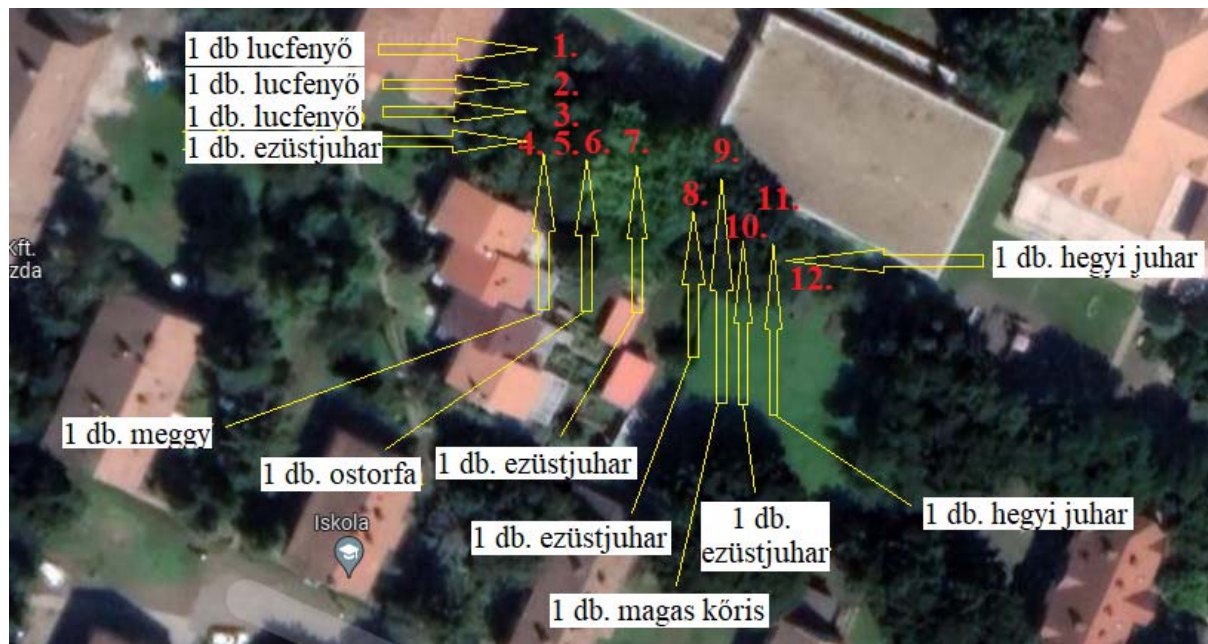 1 db lucfenyő
1.
1 db. lucfenyő
2.
1 db. lucfenyő
3.
1 db. ezüstjuhar
4. 5. 6. 7.
9.
8.
11.
10.
1 db. hegyi juhar
12.
Kft.
zda
1 db. meggy
1 db. ostorfa
1 db. ezüstjuhar
Iskola
1 db. ezüstjuhar
1 db.
ezüstjuhar
1 db. hegyi juhar
1 db. magas kőris